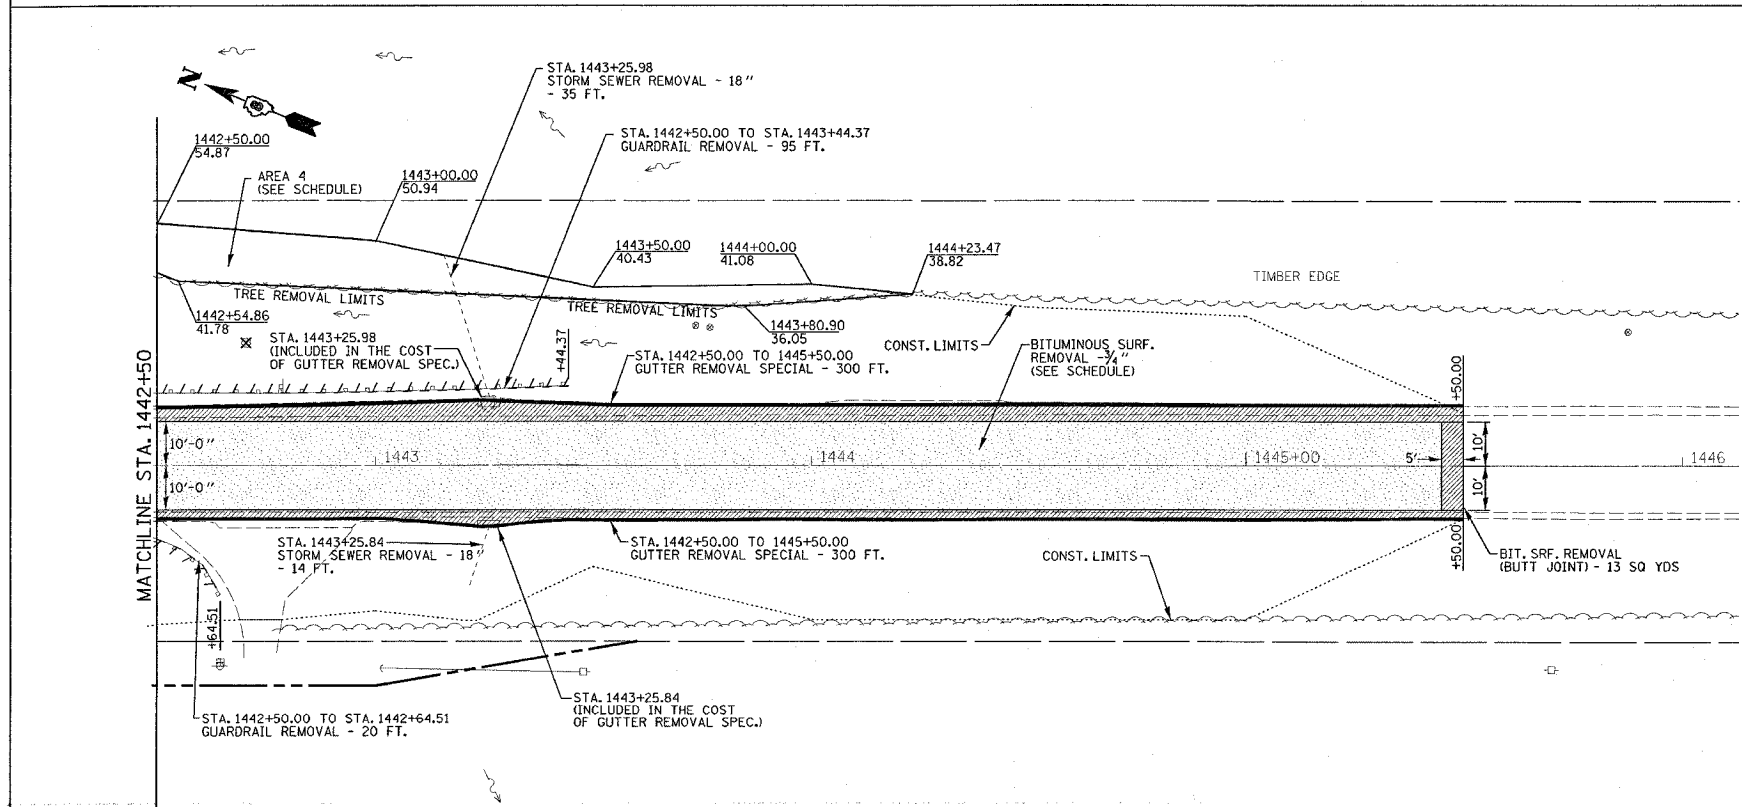 N
STA. 1443+25.98
STORM SEWER REMOVAL - 18"
- 35 FT.
STA. 1442+50.00 TO STA. 1443+44.37
GUARDRAIL REMOVAL - 95 FT.
1442+50.00
54.87
AREA 4
(SEE SCHEDULE)
1443+00.00
50.94
1443+50.00
40.43
1444+00.00
41.08
1444+23.47
38.82
TIMBER EDGE
TREE REMOVAL LIMITS
TREE REMOVAL LIMITS
1442+54.86
41.78
1443+80.90
36.05
STA. 1443+25.98
(INCLUDED IN THE COST
OF GUTTER REMOVAL SPEC.)
+44.37
STA. 1442+50.00 TO 1445+50.00
GUTTER REMOVAL SPECIAL - 300 FT.
CONST. LIMITS
BITUMINOUS SURF.
REMOVAL - 3/4"
(SEE SCHEDULE)
+50.00
MATCHLINE STA. 1442+50
10'-0"
10'-0"
1443
1444
1445+00
5'
10'
10'
1446
STA. 1443+25.84
STORM SEWER REMOVAL - 18"
- 14 FT.
STA. 1442+50.00 TO 1445+50.00
GUTTER REMOVAL SPECIAL - 300 FT.
CONST. LIMITS
+50.00
BIT. SRF. REMOVAL
(BUTT JOINT) - 13 SQ YDS
+64.51
STA. 1443+25.84
(INCLUDED IN THE COST
OF GUTTER REMOVAL SPEC.)
STA. 1442+50.00 TO STA. 1442+64.51
GUARDRAIL REMOVAL - 20 FT.